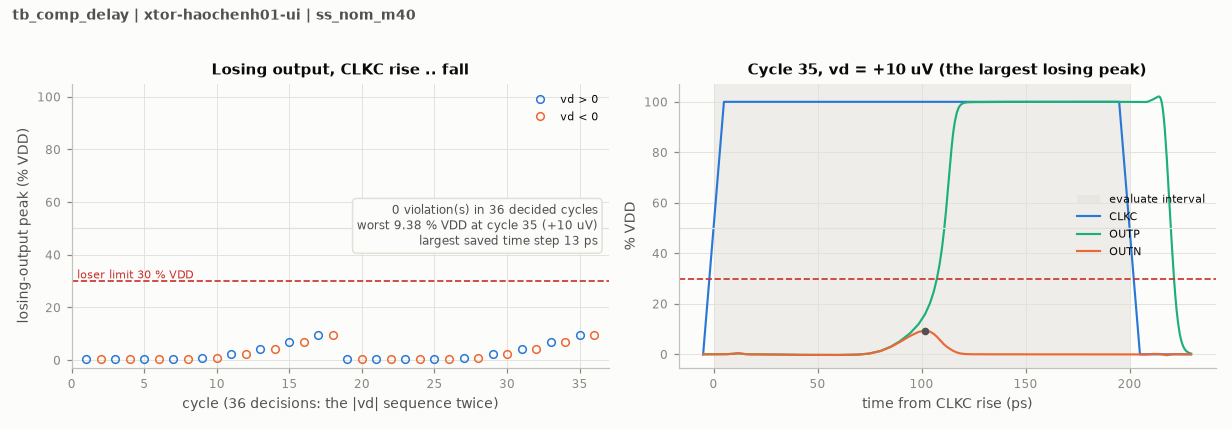 tb_comp_delay | xtor-haochenh01-ui | ss_nom_m40
Losing output, CLKC rise .. fall
losing-output peak (% VDD)
100
80
60
40
20
0
vd > 0
vd < 0
0 violation(s) in 36 decided cycles
worst 9.38 % VDD at cycle 35 (+10 uV)
largest saved time step 13 ps
loser limit 30 % VDD
0 5 10 15 20 25 30 35
cycle (36 decisions: the |vd| sequence twice)
Cycle 35, vd = +10 uV (the largest losing peak)
% VDD
100
80
60
40
20
0
evaluate interval
CLKC
OUTP
OUTN
0 50 100 150 200
time from CLKC rise (ps)